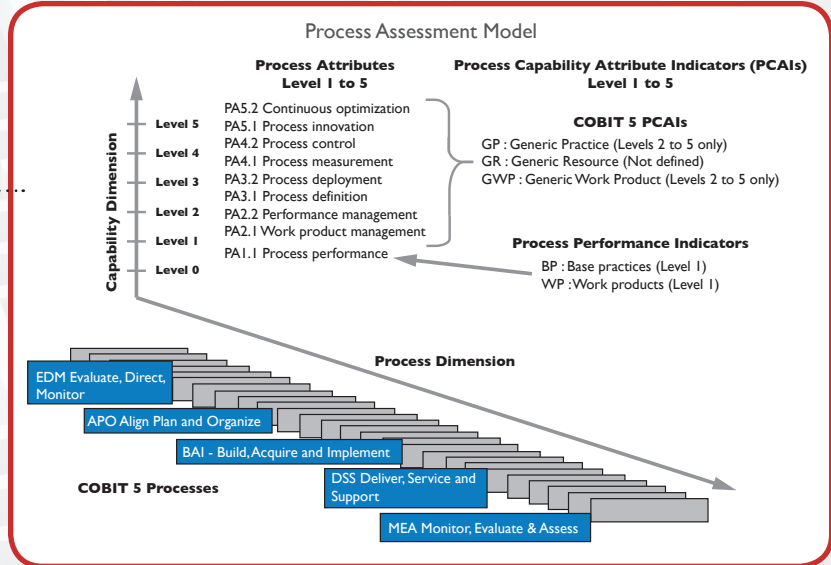 Process Assessment Model
Process Attributes
Level 1 to 5
Process Capability Attribute Indicators (PCAIs)
Level 1 to 5
Capability Dimension
Level 5
Level 4
Level 3
Level 2
Level 1
Level 0
PA5.2 Continuous optimization
PA5.1 Process innovation
PA4.2 Process control
PA4.1 Process measurement
PA3.2 Process deployment
PA3.1 Process definition
PA2.2 Performance management
PA2.1 Work product management
PA1.1 Process performance
COBIT 5 PCAIs
GP : Generic Practice (Levels 2 to 5 only)
GR : Generic Resource (Not defined)
GWP : Generic Work Product (Levels 2 to 5 only)
Process Performance Indicators
BP : Base practices (Level 1)
WP : Work products (Level 1)
Process Dimension
EDM Evaluate, Direct,
Monitor
APO Align Plan and Organize
BAI - Build, Acquire and Implement
DSS Deliver, Service and
Support
MEA Monitor, Evaluate & Assess
COBIT 5 Processes